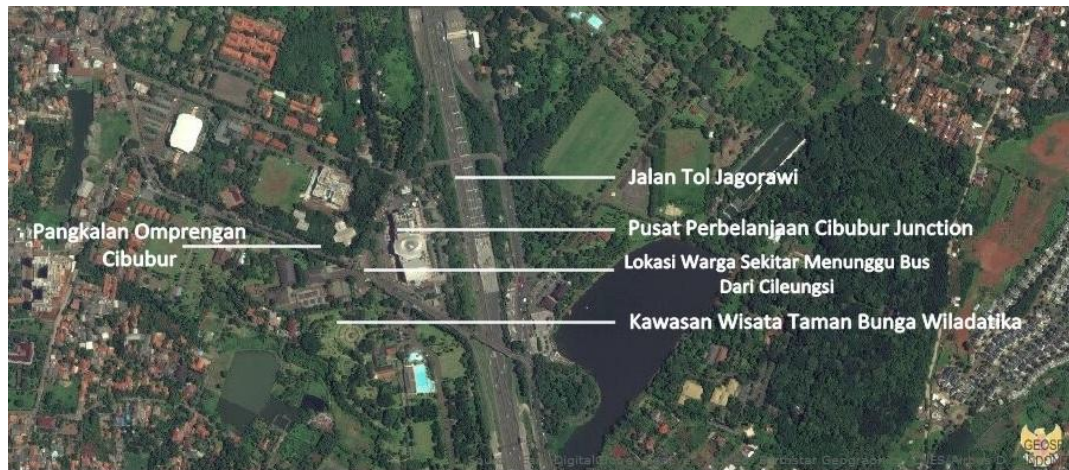 Jalan Tol Jagorawi
Pusat Perbelanjaan Cibubur Junction
Pangkalan Omprengan
Cibubur
Lokasi Warga Sekitar Menunggu Bus
Dari Cileungsi
Kawasan Wisata Taman Bunga Wiladatika